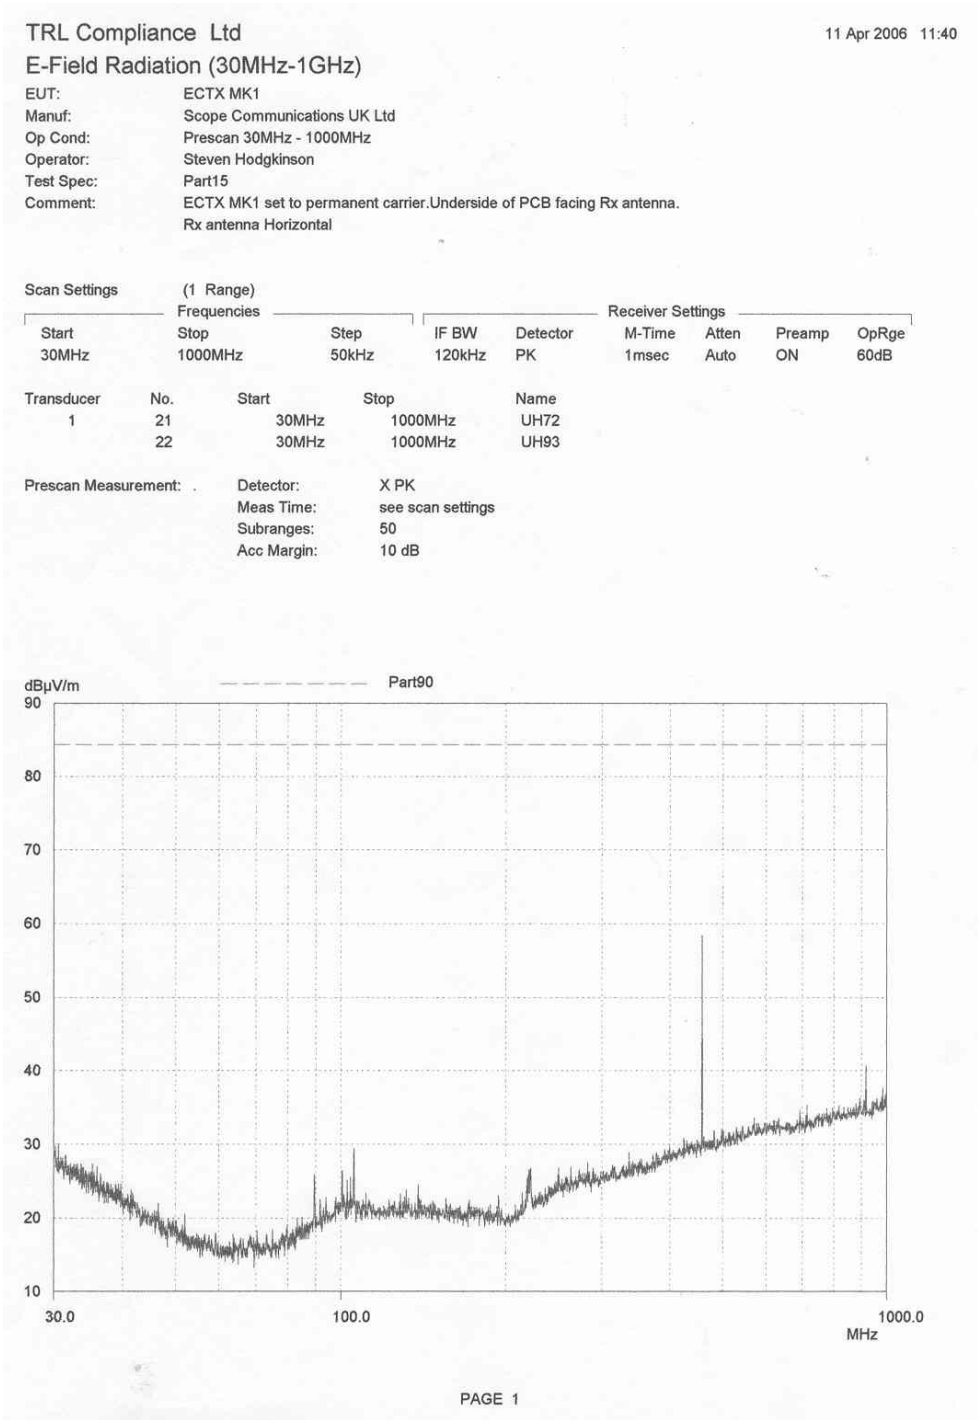 TRL Compliance Ltd 11 Apr 2006 11:40
E-Field Radiation (30MHz-1GHz)
EUT: ECTX MK1
Manuf: Scope Communications UK Ltd
Op Cond: Prescan 30MHz - 1000MHz
Operator: Steven Hodgkinson
Test Spec: Part15
Comment: ECTX MK1 set to permanent carrier.Underside of PCB facing Rx antenna.
Rx antenna Horizontal
Scan Settings (1 Range)
Frequencies Receiver Settings
Start Stop Step IF BW Detector M-Time Atten Preamp OpRge
30MHz 1000MHz 50kHz 120kHz PK 1msec Auto ON 60dB
Transducer No. Start Stop Name
1 21 30MHz 1000MHz UH72
22 30MHz 1000MHz UH93
Prescan Measurement: Detector: X PK
Meas Time: see scan settings
Subranges: 50
Acc Margin: 10 dB
dBµV/m Part90
90
80
70
60
50
40
30
20
10
30.0 100.0 1000.0
MHz
PAGE 1